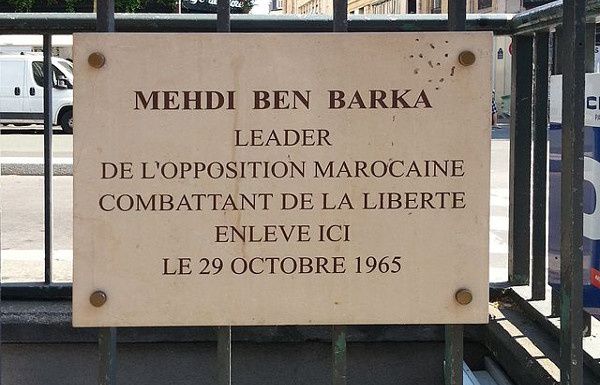 MEHDI BEN BARKA
LEADER
DE L'OPPOSITION MAROCAINE
COMBATTANT DE LA LIBERTE
ENLEVE ICI
LE 29 OCTOBRE 1965